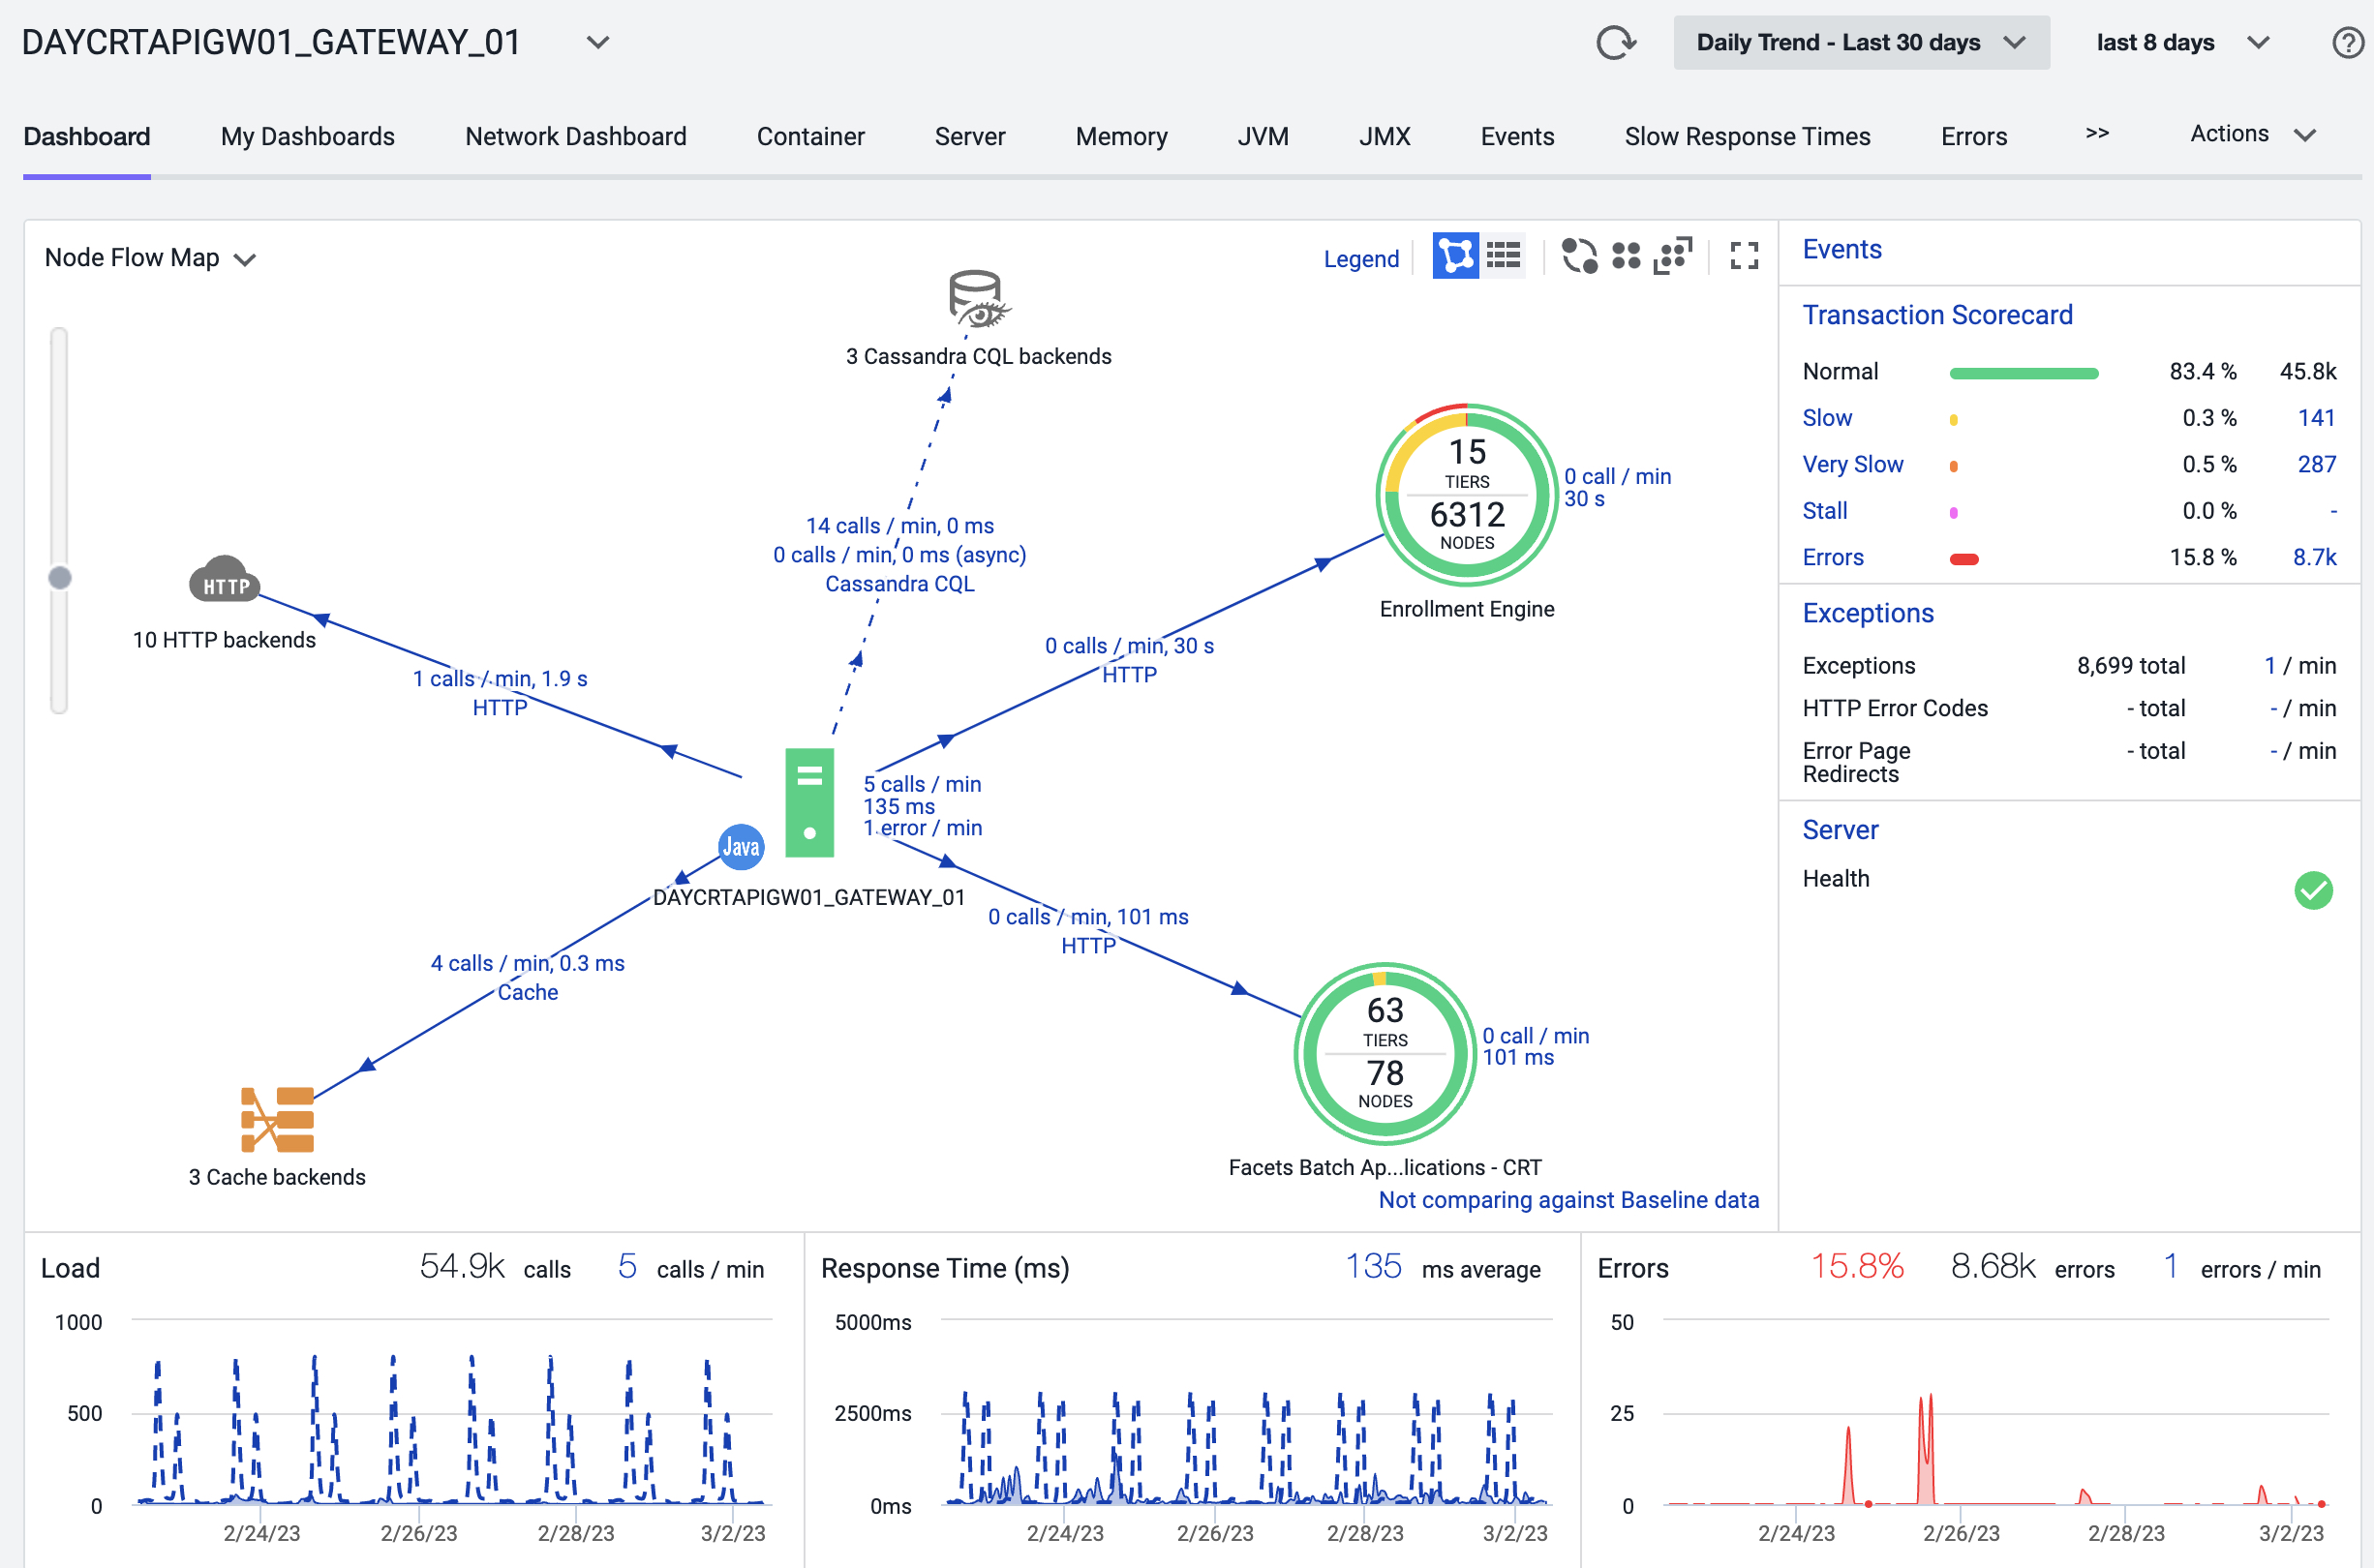 DAYCRTAPIGW01_GATEWAY_01
Daily Trend - Last 30 days
last 8 days
?
Dashboard
My Dashboards
Network Dashboard
Container
Server
Memory
JVM
JMX
Events
Slow Response Times
Errors
>>
Actions
Node Flow Map
Legend
3 Cassandra CQL backends
14 calls / min, 0 ms
0 calls / min, 0 ms (async)
Cassandra CQL
15
TIERS
6312
NODES
0 call / min
30 s
Enrollment Engine
HTTP
10 HTTP backends
1 calls / min, 1.9 s
HTTP
0 calls / min, 30 s
HTTP
5 calls / min
135 ms
1 error / min
Java
DAYCRTAPIGW01_GATEWAY_01
0 calls / min, 101 ms
HTTP
4 calls / min, 0.3 ms
Cache
63
TIERS
78
NODES
0 call / min
101 ms
3 Cache backends
Facets Batch Ap...lications - CRT
Not comparing against Baseline data
Events
Transaction Scorecard
Normal 83.4 % 45.8k
Slow 0.3 % 141
Very Slow 0.5 % 287
Stall 0.0 % -
Errors 15.8 % 8.7k
Exceptions
Exceptions 8,699 total 1 / min
HTTP Error Codes - total - / min
Error Page Redirects - total - / min
Server
Health
Load 54.9k calls 5 calls / min
1000
500
0
2/24/23 2/26/23 2/28/23 3/2/23
Response Time (ms) 135 ms average
5000ms
2500ms
0ms
2/24/23 2/26/23 2/28/23 3/2/23
Errors 15.8% 8.68k errors 1 errors / min
50
25
0
2/24/23 2/26/23 2/28/23 3/2/23